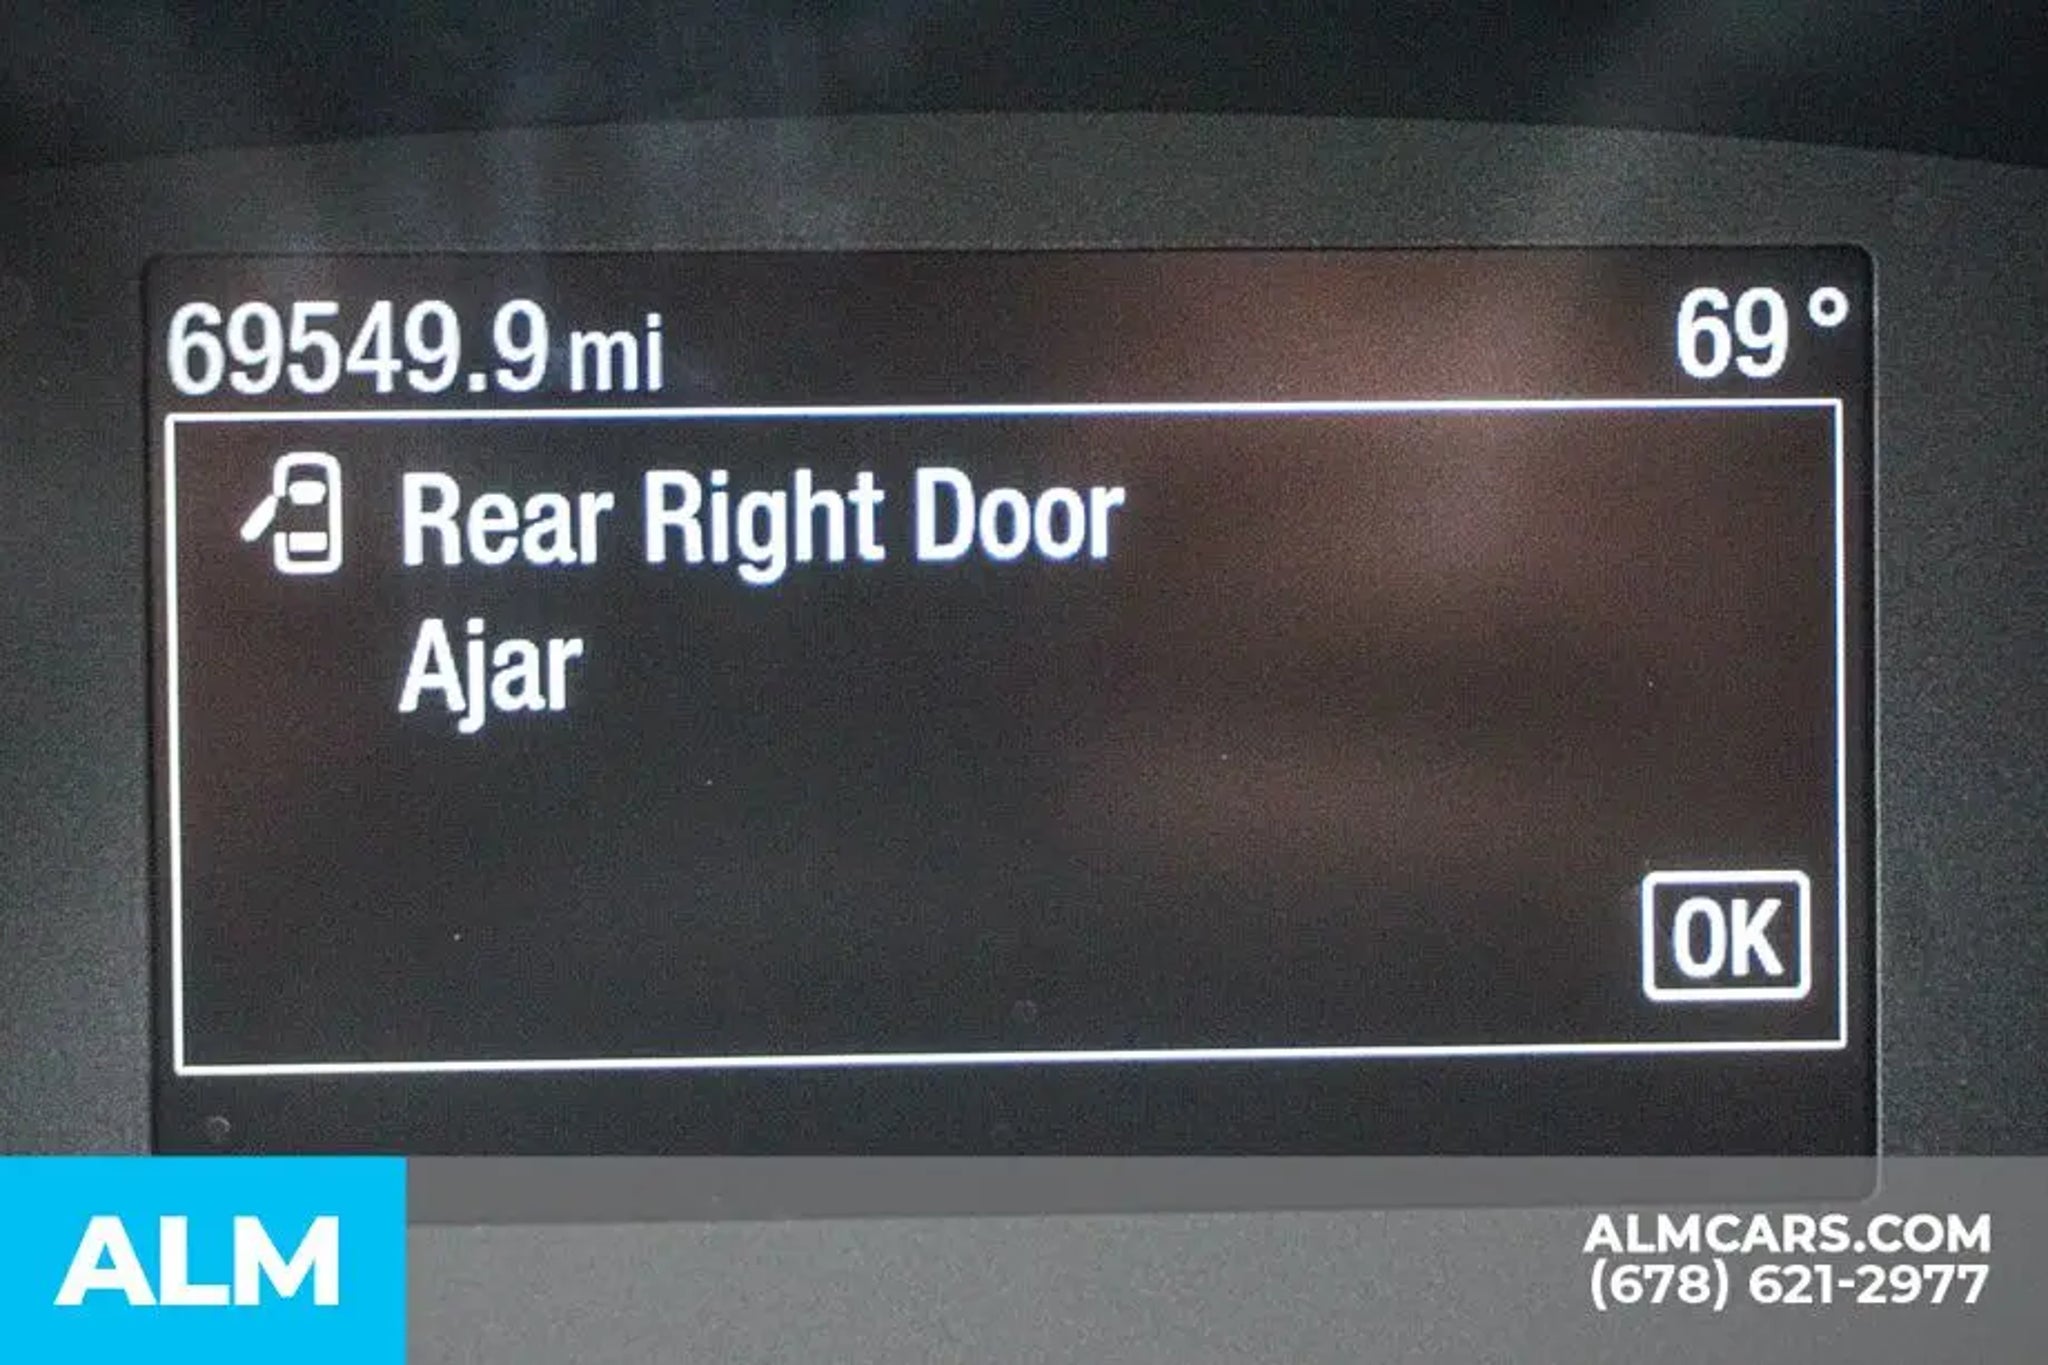 69549.9 mi 69°
Rear Right Door
Ajar
OK
ALM
ALMCARS.COM
(678) 621-2977